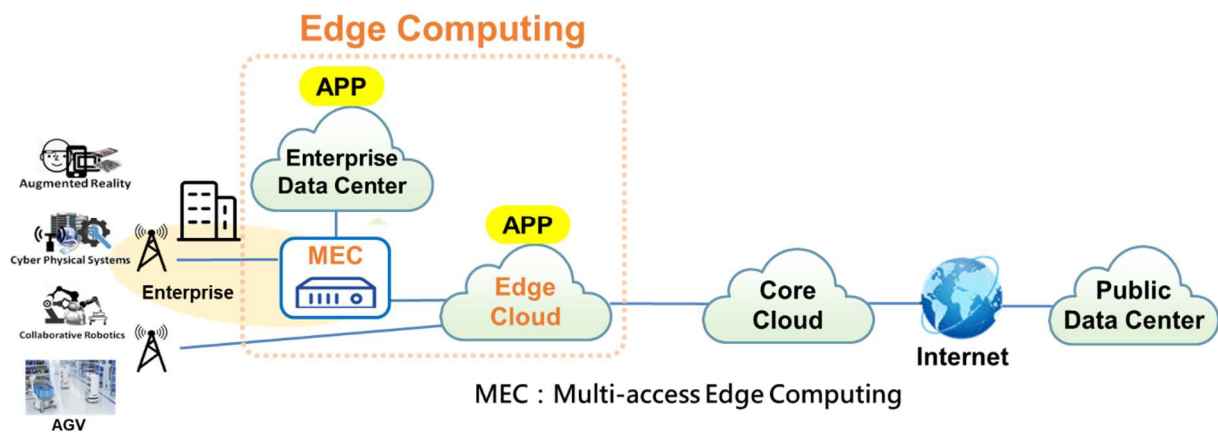 Edge Computing
APP
Enterprise
Data Center
Augmented Reality
APP
Cyber Physical Systems
MEC
Enterprise
Edge
Cloud
Core
Cloud
Public
Data Center
Collaborative Robotics
Internet
AGV
MEC：Multi-access Edge Computing